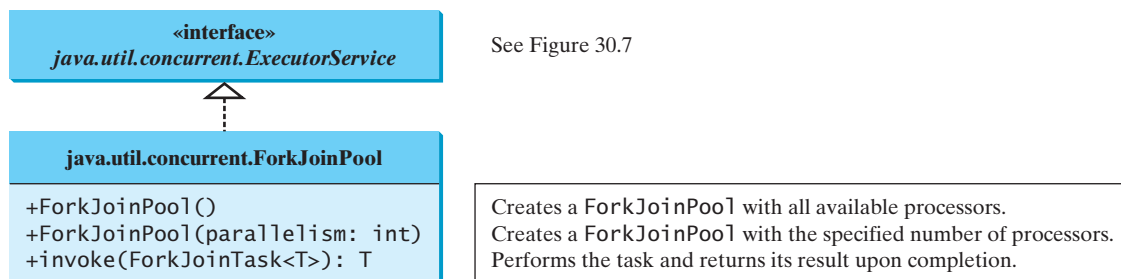 «interface»
java.util.concurrent.ExecutorService
See Figure 30.7
java.util.concurrent.ForkJoinPool
+ForkJoinPool()
+ForkJoinPool(parallelism: int)
+invoke(ForkJoinTask<T>): T
Creates a ForkJoinPool with all available processors.
Creates a ForkJoinPool with the specified number of processors.
Performs the task and returns its result upon completion.